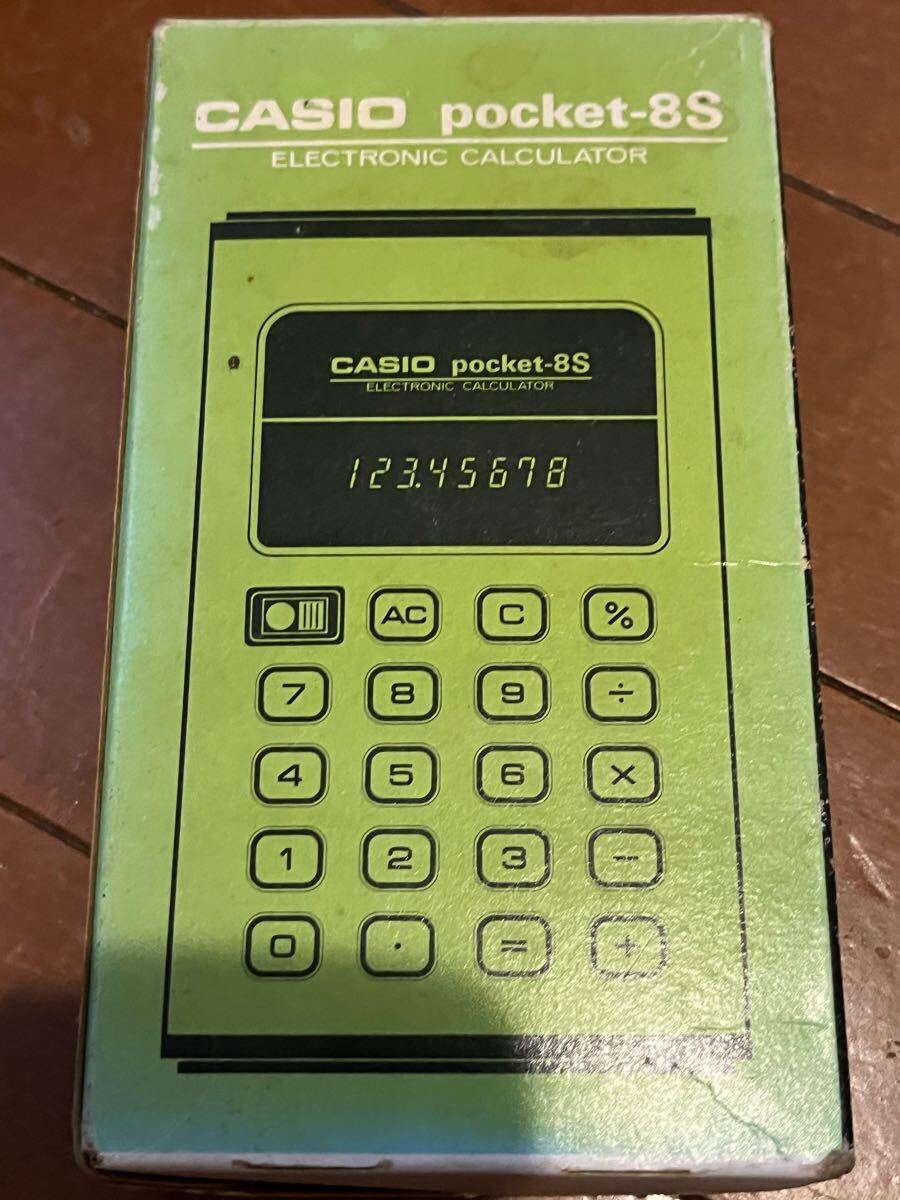 CASIO pocket-8S
ELECTRONIC CALCULATOR
CASIO pocket-8S
ELECTRONIC CALCULATOR
123.45678
AC C %
7 8 9 ÷
4 5 6 ×
1 2 3 −
0 . = +